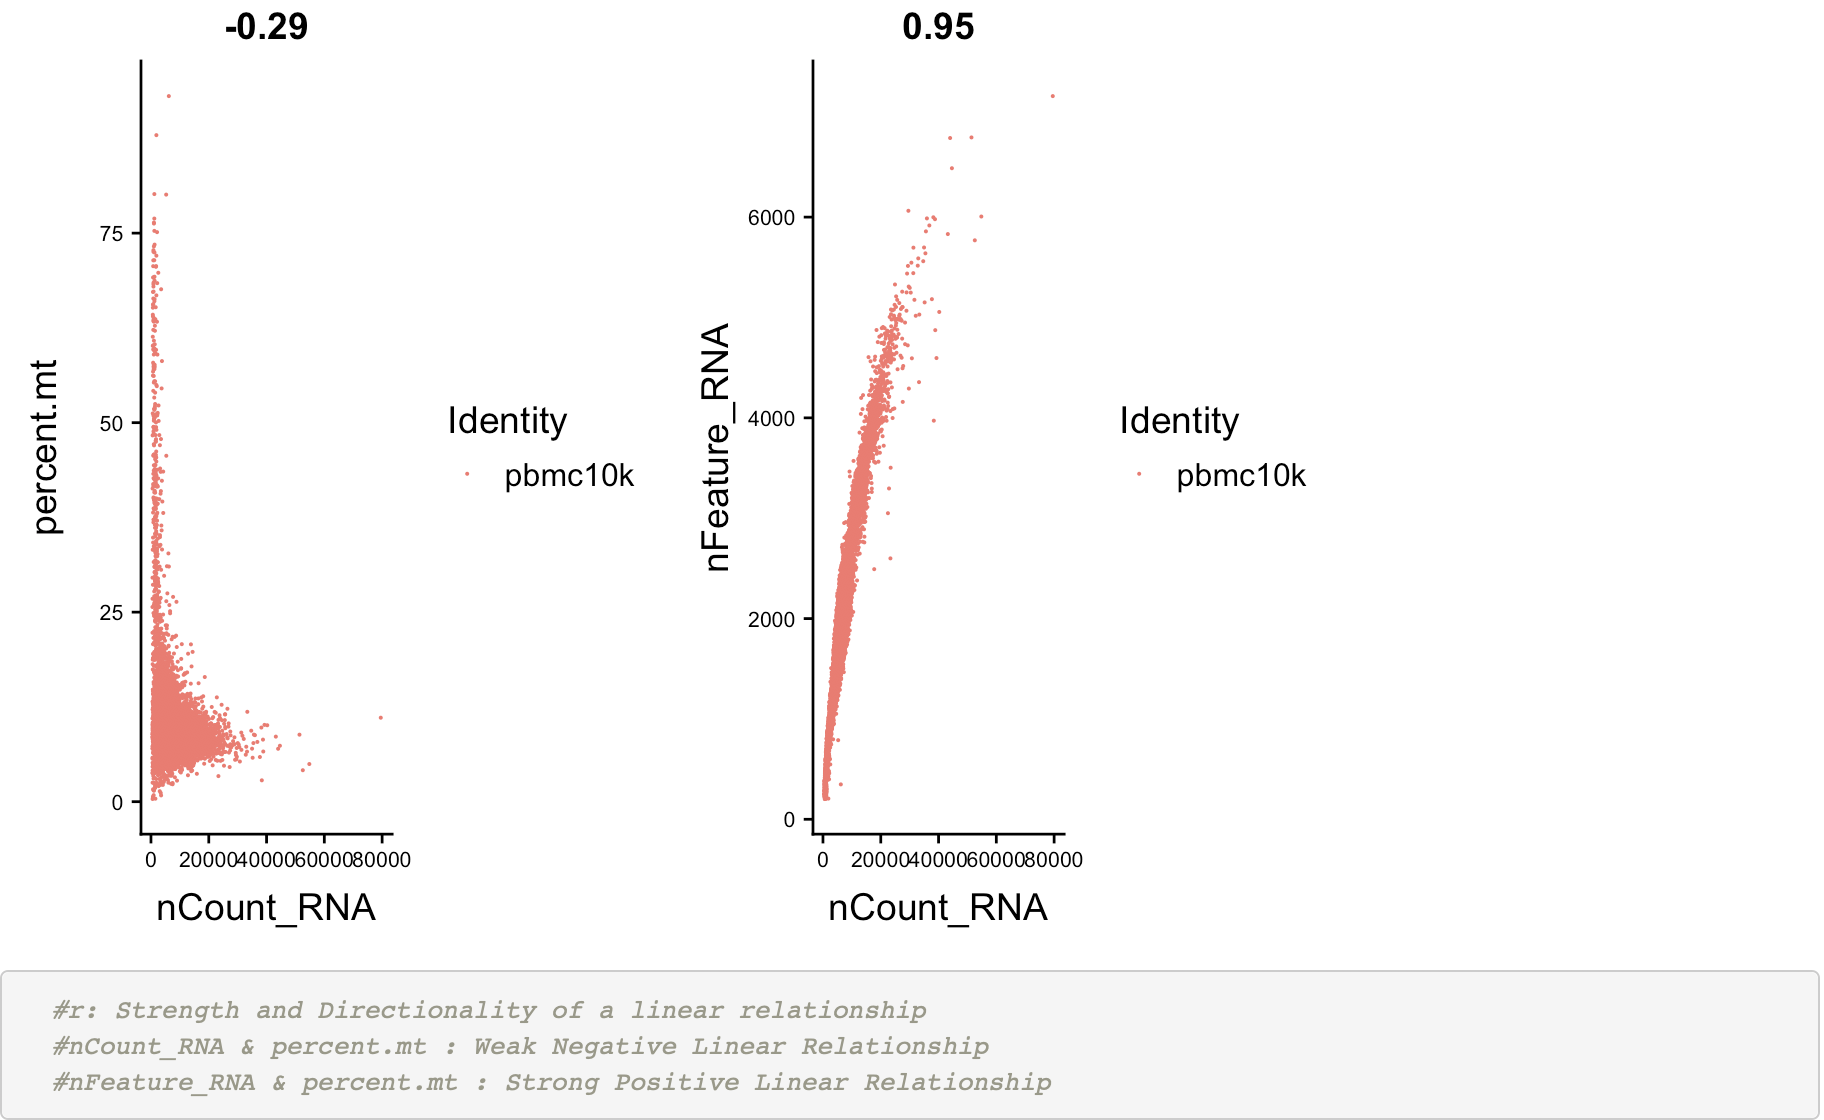 -0.29
75
50
25
0
percent.mt
0 20000 40000 60000 80000
nCount_RNA
Identity
pbmc10k
0.95
6000
4000
2000
0
nFeature_RNA
0 20000 40000 60000 80000
nCount_RNA
Identity
pbmc10k
#r: Strength and Directionality of a linear relationship
#nCount_RNA & percent.mt : Weak Negative Linear Relationship
#nFeature_RNA & percent.mt : Strong Positive Linear Relationship